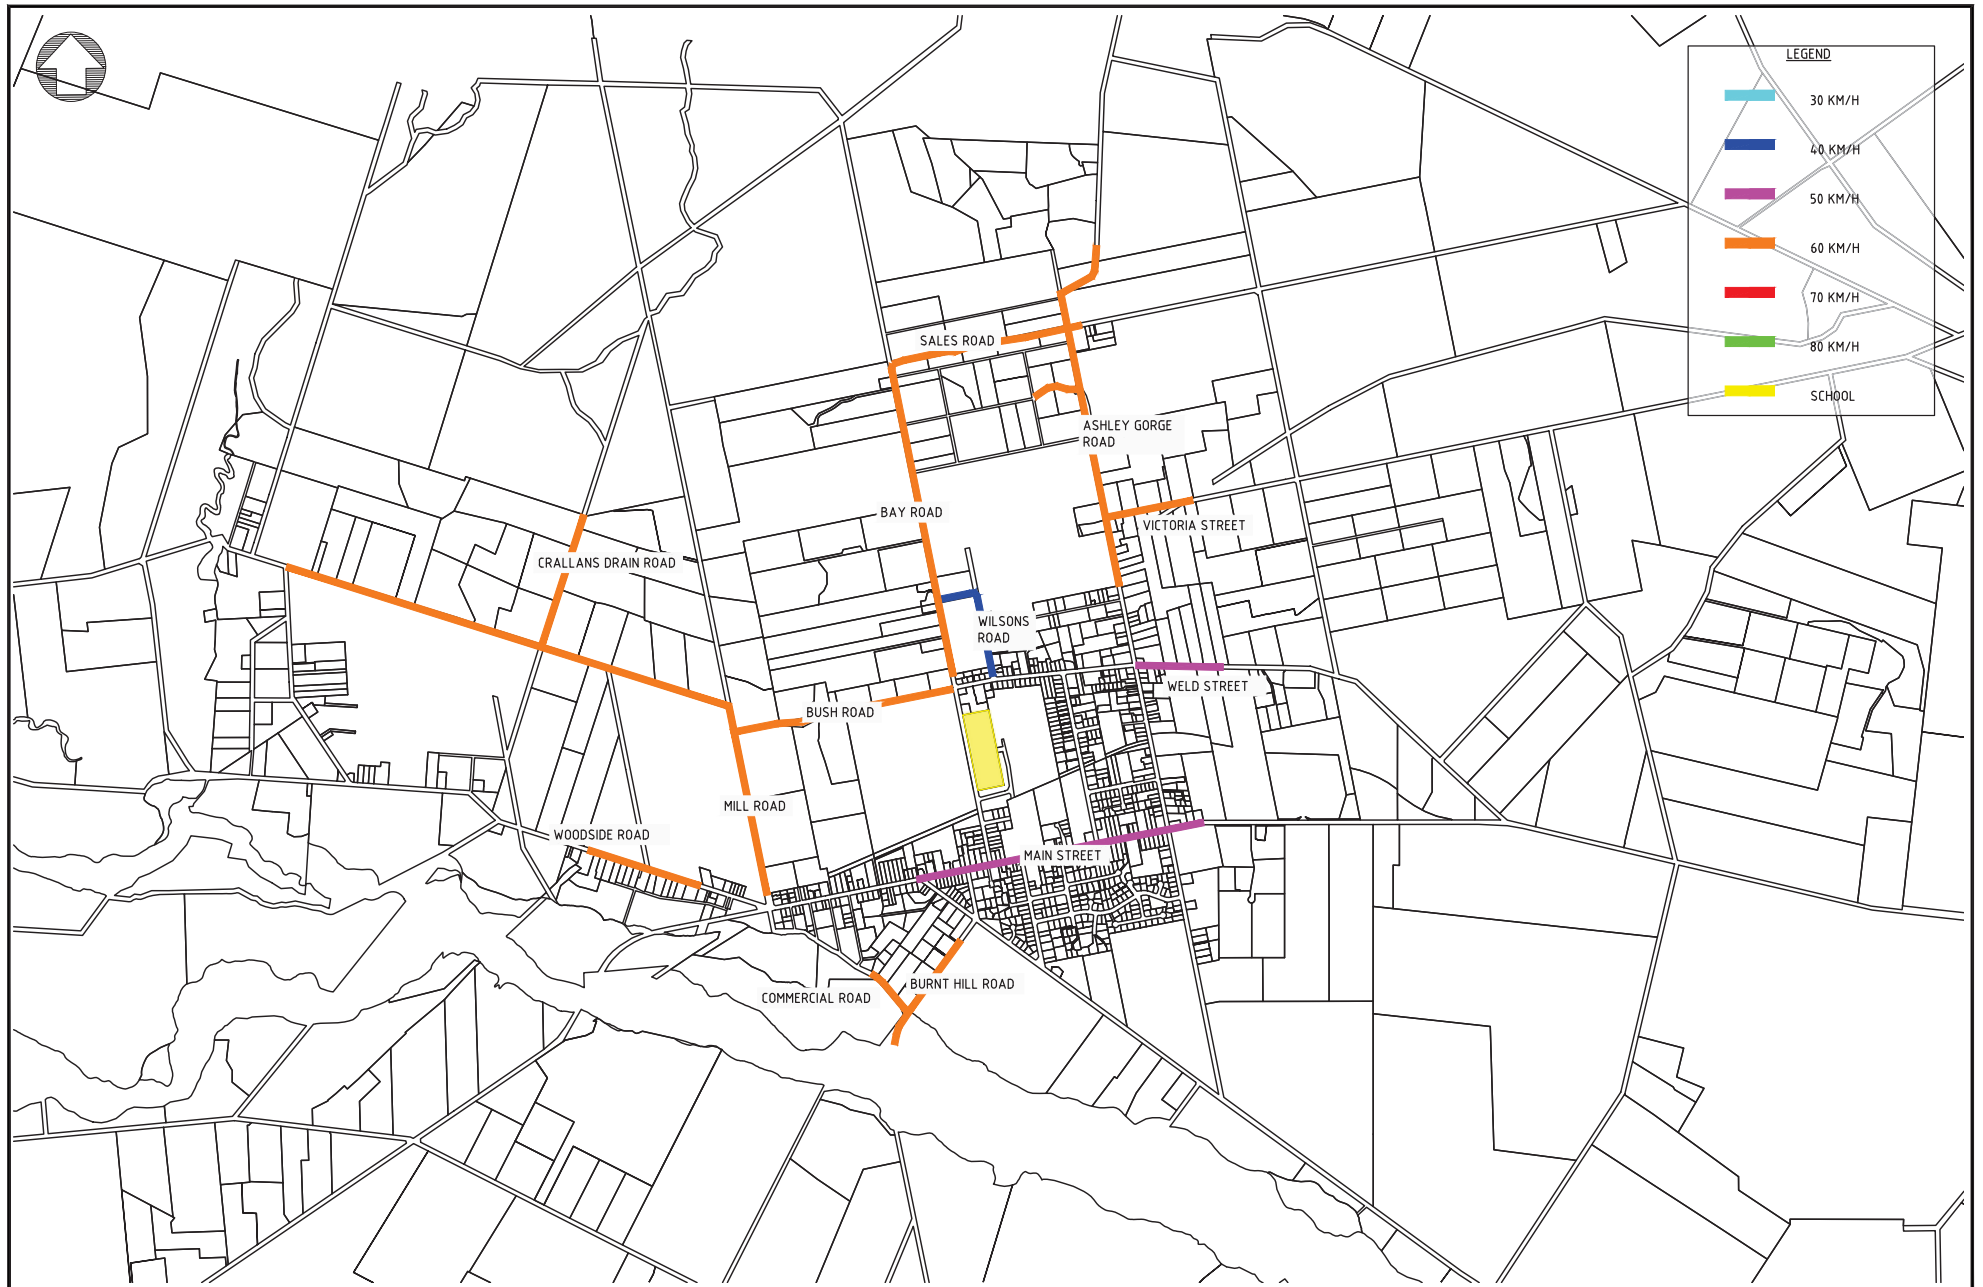 LEGEND
30 KM/H
40 KM/H
50 KM/H
60 KM/H
70 KM/H
80 KM/H
SCHOOL
SALES ROAD
ASHLEY GORGE
ROAD
BAY ROAD
VICTORIA STREET
CRALLANS DRAIN ROAD
WILSONS
ROAD
WELD STREET
BUSH ROAD
MILL ROAD
WOODSIDE ROAD
MAIN STREET
BURNT HILL ROAD
COMMERCIAL ROAD